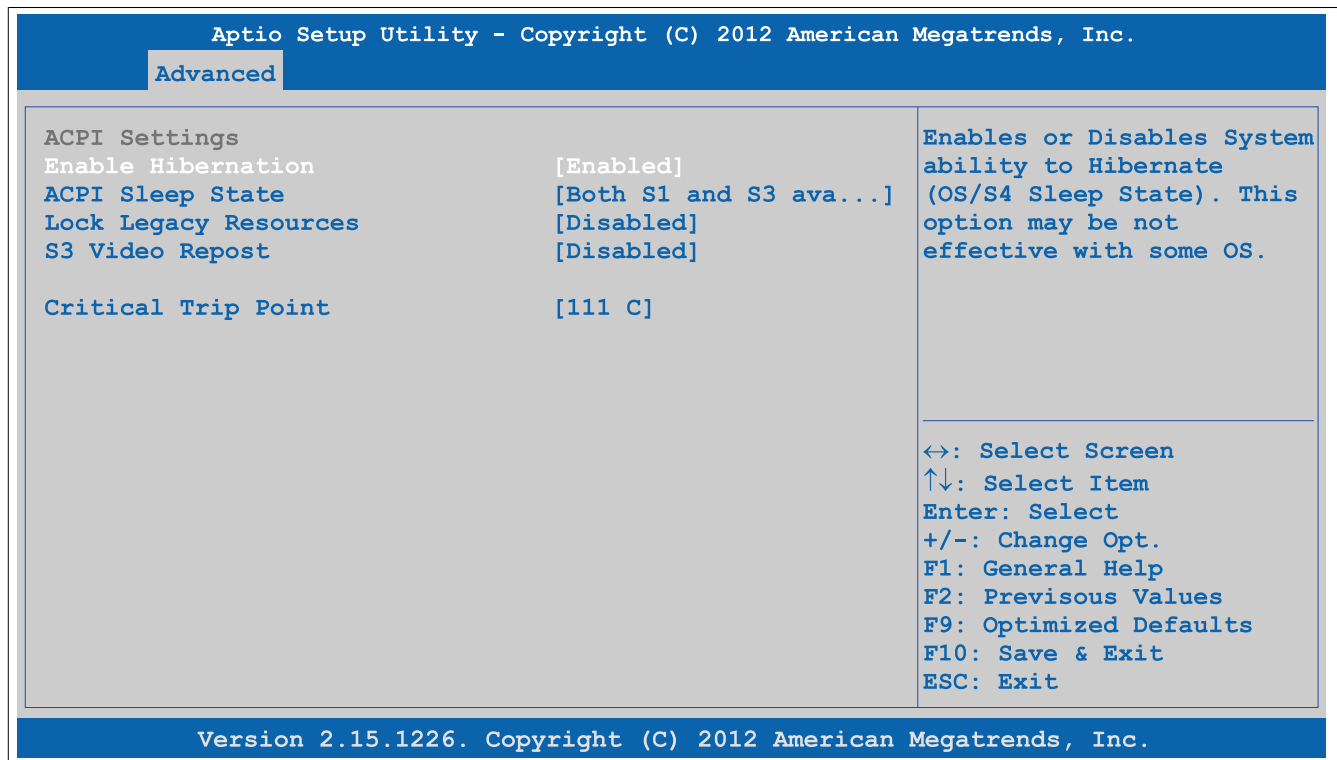 Aptio Setup Utility - Copyright (C) 2012 American Megatrends, Inc.
Advanced
ACPI Settings
Enable Hibernation [Enabled]
ACPI Sleep State [Both S1 and S3 ava...]
Lock Legacy Resources [Disabled]
S3 Video Repost [Disabled]
Critical Trip Point [111 C]
Enables or Disables System
ability to Hibernate
(OS/S4 Sleep State). This
option may be not
effective with some OS.
↔: Select Screen
↑↓: Select Item
Enter: Select
+/-: Change Opt.
F1: General Help
F2: Previsous Values
F9: Optimized Defaults
F10: Save & Exit
ESC: Exit
Version 2.15.1226. Copyright (C) 2012 American Megatrends, Inc.